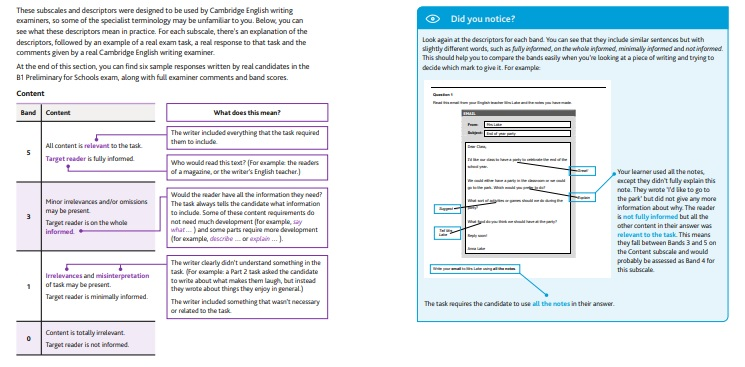 These subscales and descriptors were designed to be used by Cambridge English writing
examiners, so some of the specialist terminology may be unfamiliar to you. Below, you can
see what these descriptors mean in practice. For each subscale, there's an explanation of the
descriptors, followed by an example of a real exam task, a real response to that task and the
comments given by a real Cambridge English writing examiner.
At the end of this section, you can find six sample responses written by real candidates in the
B1 Preliminary for Schools exam, along with full examiner comments and band scores.
Content
Band Content What does this mean?
5
All content is relevant to the task.
Target reader is fully informed.
The writer included everything that the task required
them to include.
Who would read this text? (For example: the readers
of a magazine, or the writer's English teacher.)
3
Minor irrelevances and/or omissions
may be present.
Target reader is on the whole
informed.
Would the reader have all the information they need?
The task always tells the candidate what information
to include. Some of these content requirements do
not need much development (for example, say
what... ) and some parts require more development
(for example, describe ... or explain ... ).
1
Irrelevances and misinterpretation
of task may be present.
Target reader is minimally informed.
The writer clearly didn't understand something in the
task. (For example: a Part 2 task asked the candidate
to write about what makes them laugh, but instead
they wrote about things they enjoy in general.)
The writer included something that wasn't necessary
or related to the task.
0
Content is totally irrelevant.
Target reader is not informed.
Did you notice?
Look again at the descriptors for each band. You can see that they include similar sentences but with
slightly different words, such as fully informed, on the whole informed, minimally informed and not informed.
This should help you to compare the bands easily when you're looking at a piece of writing and trying to
decide which mark to give it. For example:
Question 1
Read this email from your English teacher Mrs Lake and the notes you have made.
EMAIL
From: Mrs Lake
Subject: End of year party
Dear Class,
I'd like our class to have a party to celebrate the end of the
school year.
Great!
We could either have a party in the classroom or we could
go to the park. Which would you prefer to do?
Explain
What sort of activities or games should we do during the
party?
Suggest
What food do you think we should have at the party?
Tell Mrs
Lake
Reply soon!
Anna Lake
Write your email to Mrs Lake using all the notes.
Your learner used all the notes,
except they didn't fully explain this
note. They wrote 'I'd like to go to
the park' but did not give any more
information about why. The reader
is not fully informed but all the
other content in their answer was
relevant to the task. This means
they fall between Bands 3 and 5 on
the Content subscale and would
probably be assessed as Band 4 for
this subscale.
The task requires the candidate to use all the notes in their answer.